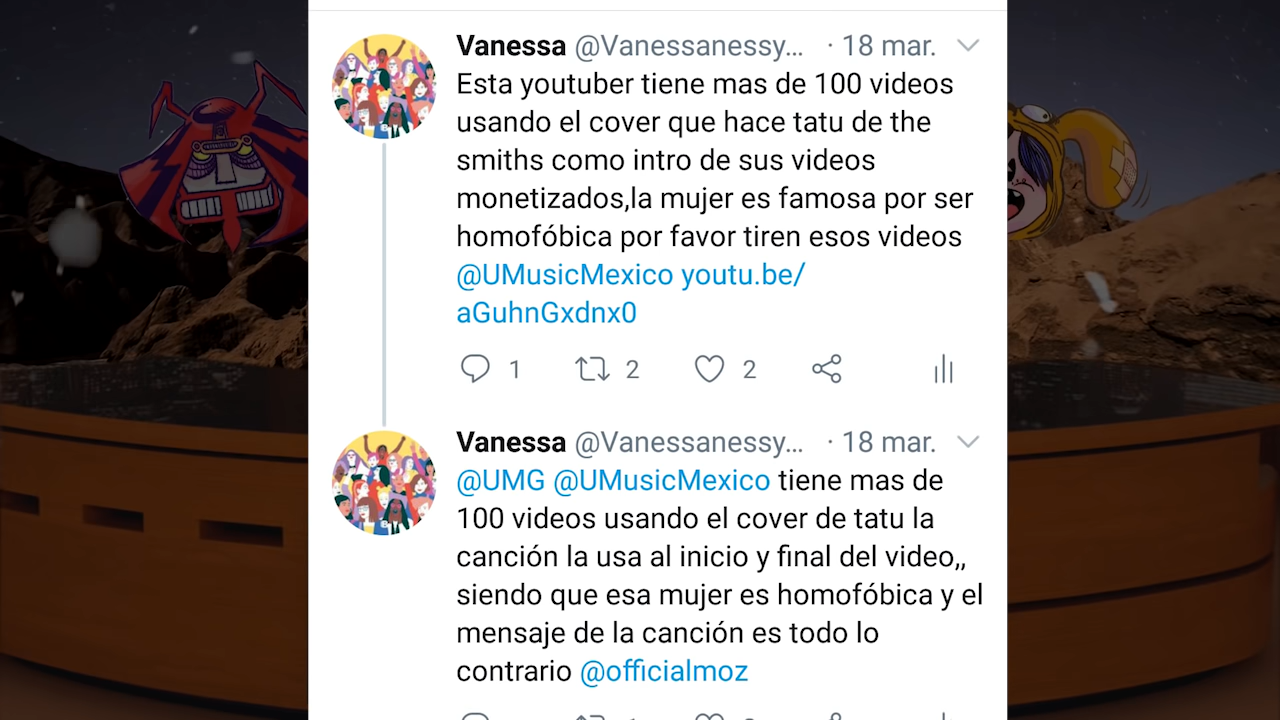 Vanessa @Vanessanessy... · 18 mar.
Esta youtuber tiene mas de 100 videos
usando el cover que hace tatu de the
smiths como intro de sus videos
monetizados,la mujer es famosa por ser
homofóbica por favor tiren esos videos
@UMusicMexico youtu.be/
aGuhnGxdnx0
1 2 2
Vanessa @Vanessanessy... · 18 mar.
@UMG @UMusicMexico tiene mas de
100 videos usando el cover de tatu la
canción la usa al inicio y final del video,,
siendo que esa mujer es homofóbica y el
mensaje de la canción es todo lo
contrario @officialmoz